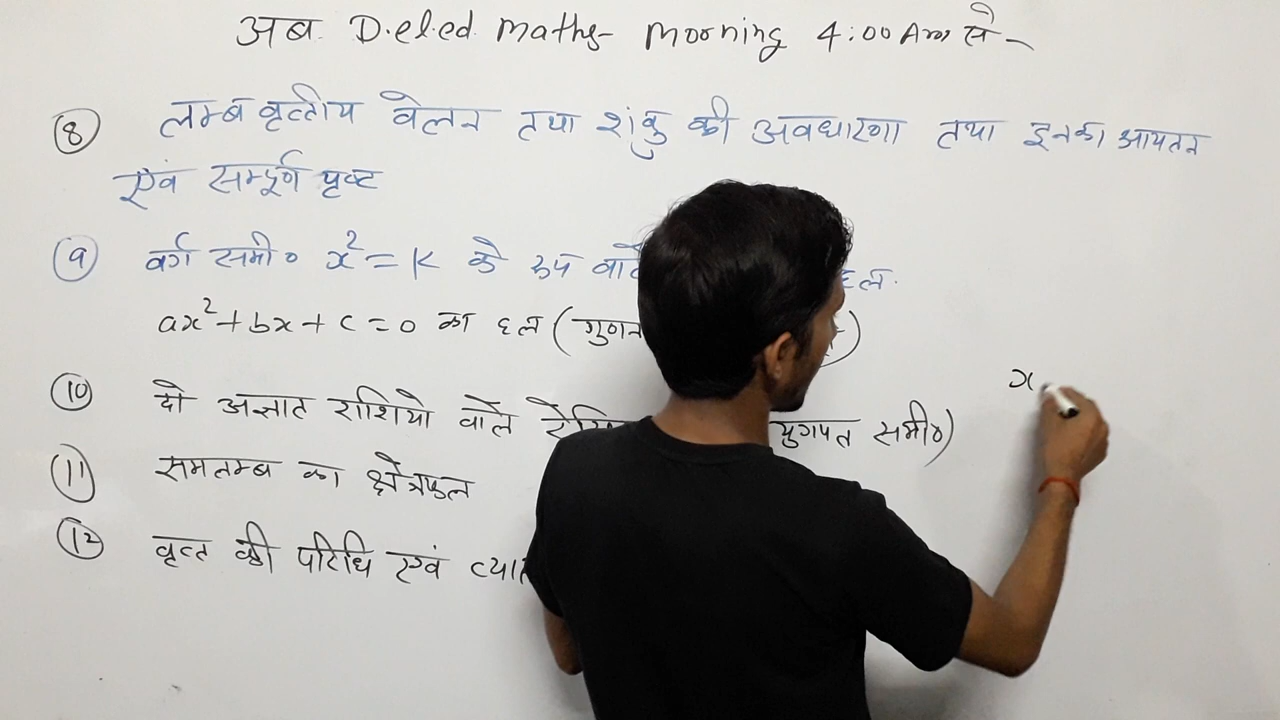 अब D.el.ed Maths- Morning 4:00 Am से -
⑧ लम्ब वृत्तीय वेलन तथा शंकु की अवधारणा तथा इनका आयतन
एवं सम्पूर्ण पृष्ट
⑨ वर्ग समी० x² = K के रुप हल.
ax²+bx+c=0 का हल (
⑩ दो अज्ञात राशियो वाले युगपत समी०)
⑪ समलम्ब का क्षेत्रफल
⑫ वृत्त की परिधि एवं
x